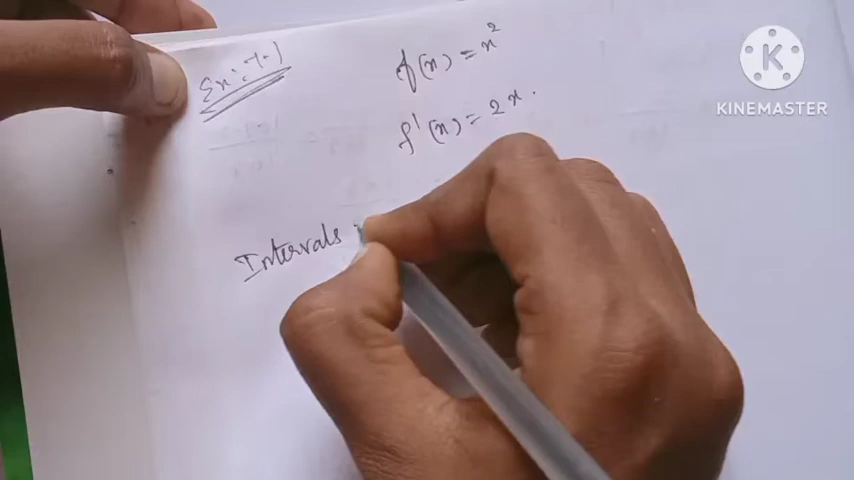 Ex: 7.1
f(x) = x²
f'(x) = 2x.
Intervals
KINEMASTER